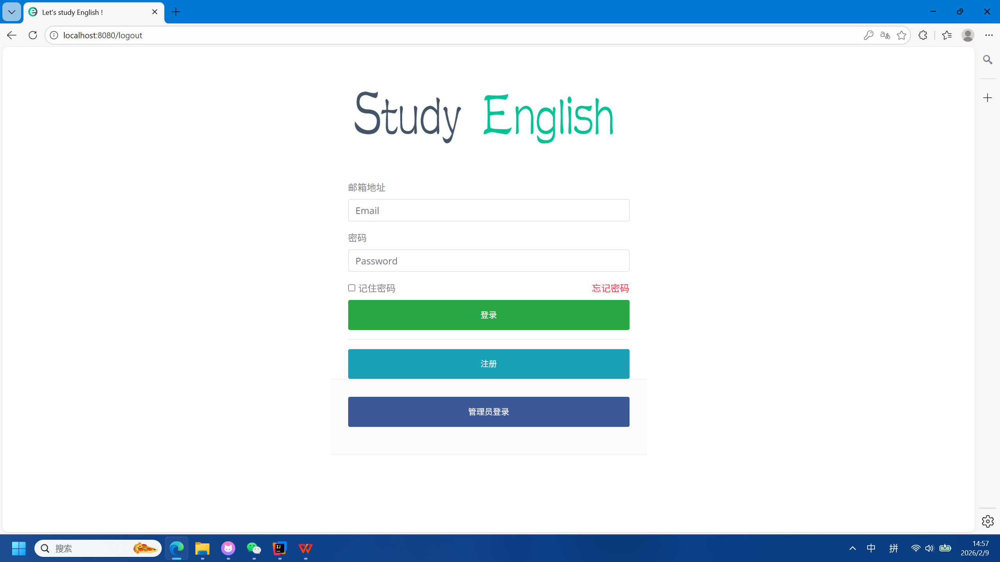 Let's study English !
localhost:8080/logout
Study English
邮箱地址
Email
密码
Password
记住密码
忘记密码
登录
注册
管理员登录
搜索
中
拼
14:57
2026/2/9